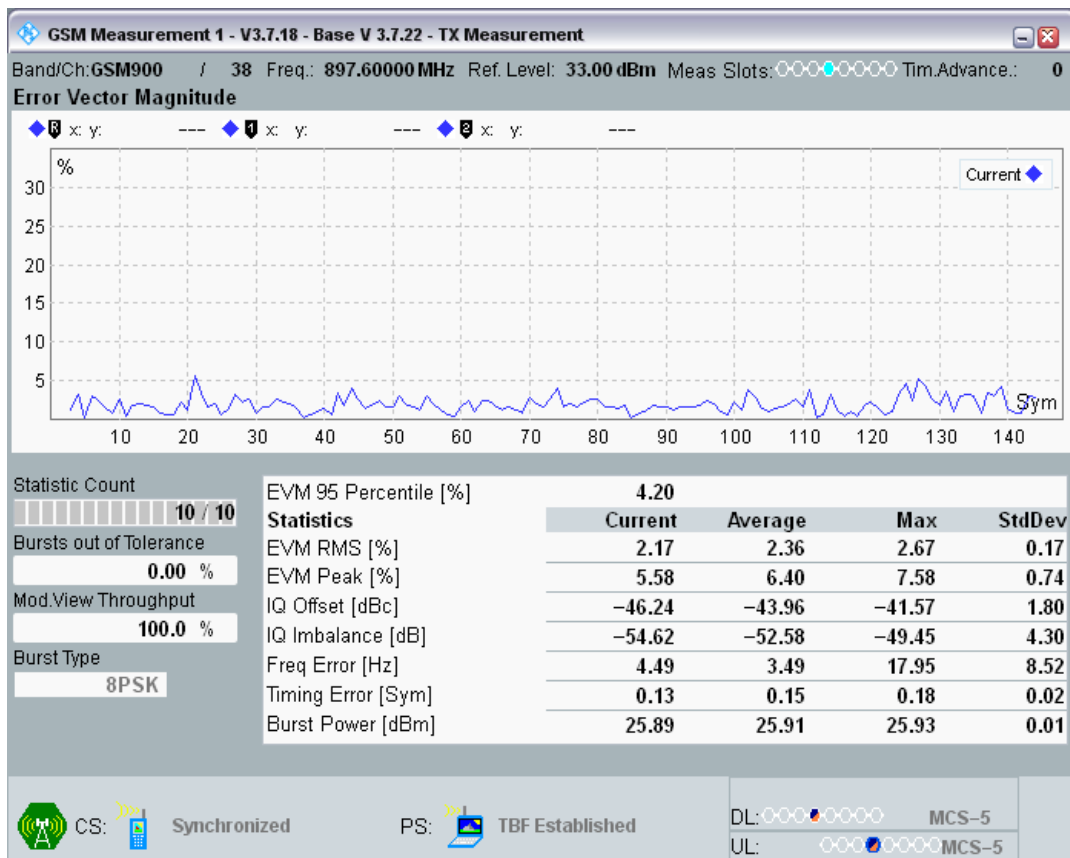 GSM Measurement 1 - V3.7.18 - Base V 3.7.22 - TX Measurement
Band/Ch:GSM900 / 38 Freq.: 897.60000 MHz Ref. Level: 33.00 dBm Meas Slots: Tim.Advance.: 0
Error Vector Magnitude
R x: y: --- 1 x: y: --- 2 x: y: ---
%
Current
30
25
20
15
10
5
Sym
10 20 30 40 50 60 70 80 90 100 110 120 130 140
Statistic Count
10 / 10
Bursts out of Tolerance
0.00 %
Mod.View Throughput
100.0 %
Burst Type
8PSK
EVM 95 Percentile [%] 4.20
Statistics Current Average Max StdDev
EVM RMS [%] 2.17 2.36 2.67 0.17
EVM Peak [%] 5.58 6.40 7.58 0.74
IQ Offset [dBc] −46.24 −43.96 −41.57 1.80
IQ Imbalance [dB] −54.62 −52.58 −49.45 4.30
Freq Error [Hz] 4.49 3.49 17.95 8.52
Timing Error [Sym] 0.13 0.15 0.18 0.02
Burst Power [dBm] 25.89 25.91 25.93 0.01
CS: Synchronized PS: TBF Established
DL: MCS−5
UL: MCS−5